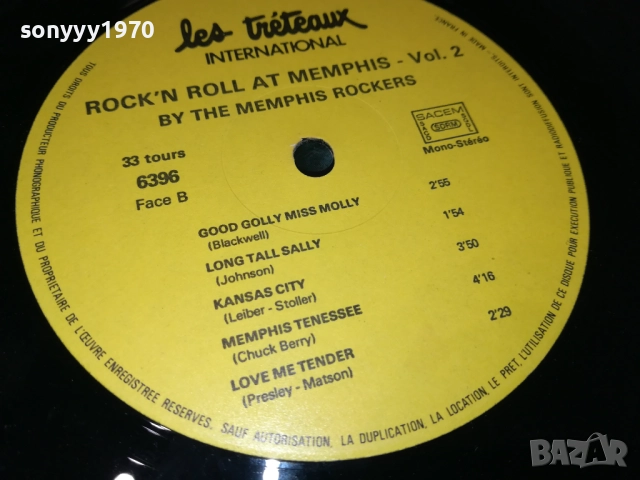 sonyyy1970
les tréteaux
INTERNATIONAL
ROCK'N ROLL AT MEMPHIS - Vol. 2
BY THE MEMPHIS ROCKERS
33 tours
6396
Face B
SACEM
SDRM
Mono-Stéréo
GOOD GOLLY MISS MOLLY 2'55
(Blackwell)
LONG TALL SALLY 1'54
(Johnson)
KANSAS CITY 3'50
(Leiber - Stoller)
MEMPHIS TENESSEE 4'16
(Chuck Berry)
LOVE ME TENDER 2'29
(Presley - Matson)
TOUS DROITS DU PRODUCTEUR PHONOGRAPHIQUE ET DU PROPRIETAIRE DE L'ŒUVRE ENREGISTREE RESERVES, SAUF AUTORISATION, LA DUPLICATION, LA LOCATION, LE PRET, L'UTILISATION DE CE DISQUE POUR EXECUTION PUBLIQUE ET RADIODIFFUSION SONT INTERDITS. - MADE IN FRANCE
BAZAR